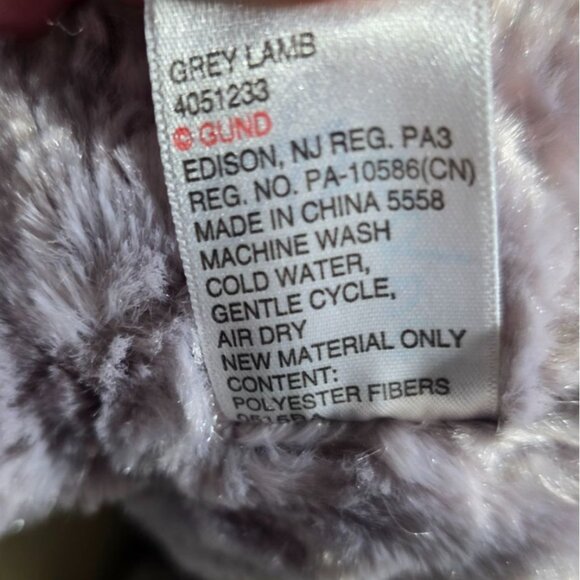 GREY LAMB
4051233
© GUND
EDISON, NJ REG. PA3
REG. NO. PA-10586(CN)
MADE IN CHINA 5558
MACHINE WASH
COLD WATER,
GENTLE CYCLE,
AIR DRY
NEW MATERIAL ONLY
CONTENT:
POLYESTER FIBERS